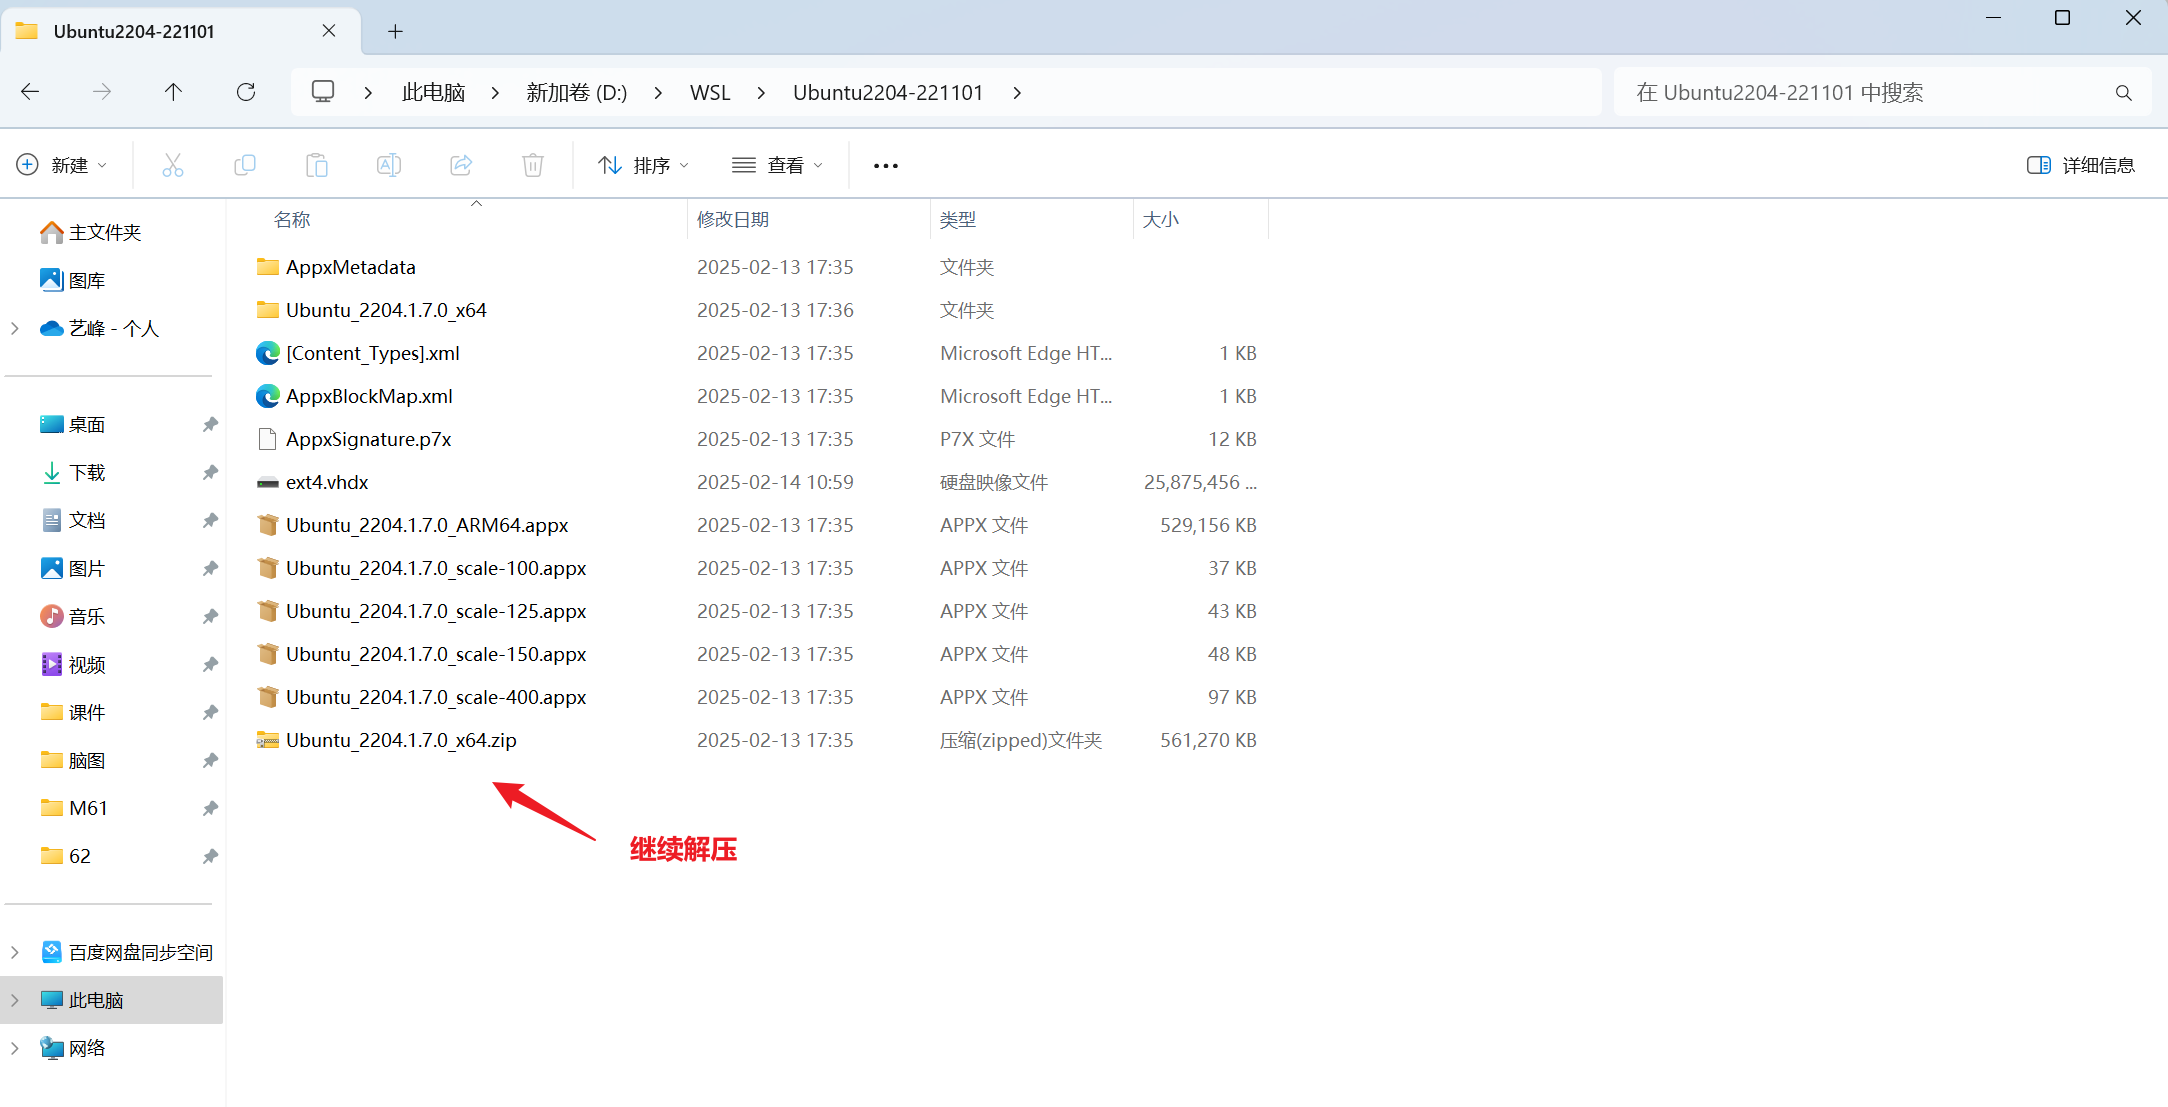 Ubuntu2204-221101
此电脑 新加卷 (D:) WSL Ubuntu2204-221101
在 Ubuntu2204-221101 中搜索
新建 排序 查看 ••• 详细信息
名称 修改日期 类型 大小
主文件夹
图库
艺峰 - 个人
桌面
下载
文档
图片
音乐
视频
课件
脑图
M61
62
百度网盘同步空间
此电脑
网络
AppxMetadata 2025-02-13 17:35 文件夹
Ubuntu_2204.1.7.0_x64 2025-02-13 17:36 文件夹
[Content_Types].xml 2025-02-13 17:35 Microsoft Edge HT... 1 KB
AppxBlockMap.xml 2025-02-13 17:35 Microsoft Edge HT... 1 KB
AppxSignature.p7x 2025-02-13 17:35 P7X 文件 12 KB
ext4.vhdx 2025-02-14 10:59 硬盘映像文件 25,875,456 ...
Ubuntu_2204.1.7.0_ARM64.appx 2025-02-13 17:35 APPX 文件 529,156 KB
Ubuntu_2204.1.7.0_scale-100.appx 2025-02-13 17:35 APPX 文件 37 KB
Ubuntu_2204.1.7.0_scale-125.appx 2025-02-13 17:35 APPX 文件 43 KB
Ubuntu_2204.1.7.0_scale-150.appx 2025-02-13 17:35 APPX 文件 48 KB
Ubuntu_2204.1.7.0_scale-400.appx 2025-02-13 17:35 APPX 文件 97 KB
Ubuntu_2204.1.7.0_x64.zip 2025-02-13 17:35 压缩(zipped)文件夹 561,270 KB
继续解压